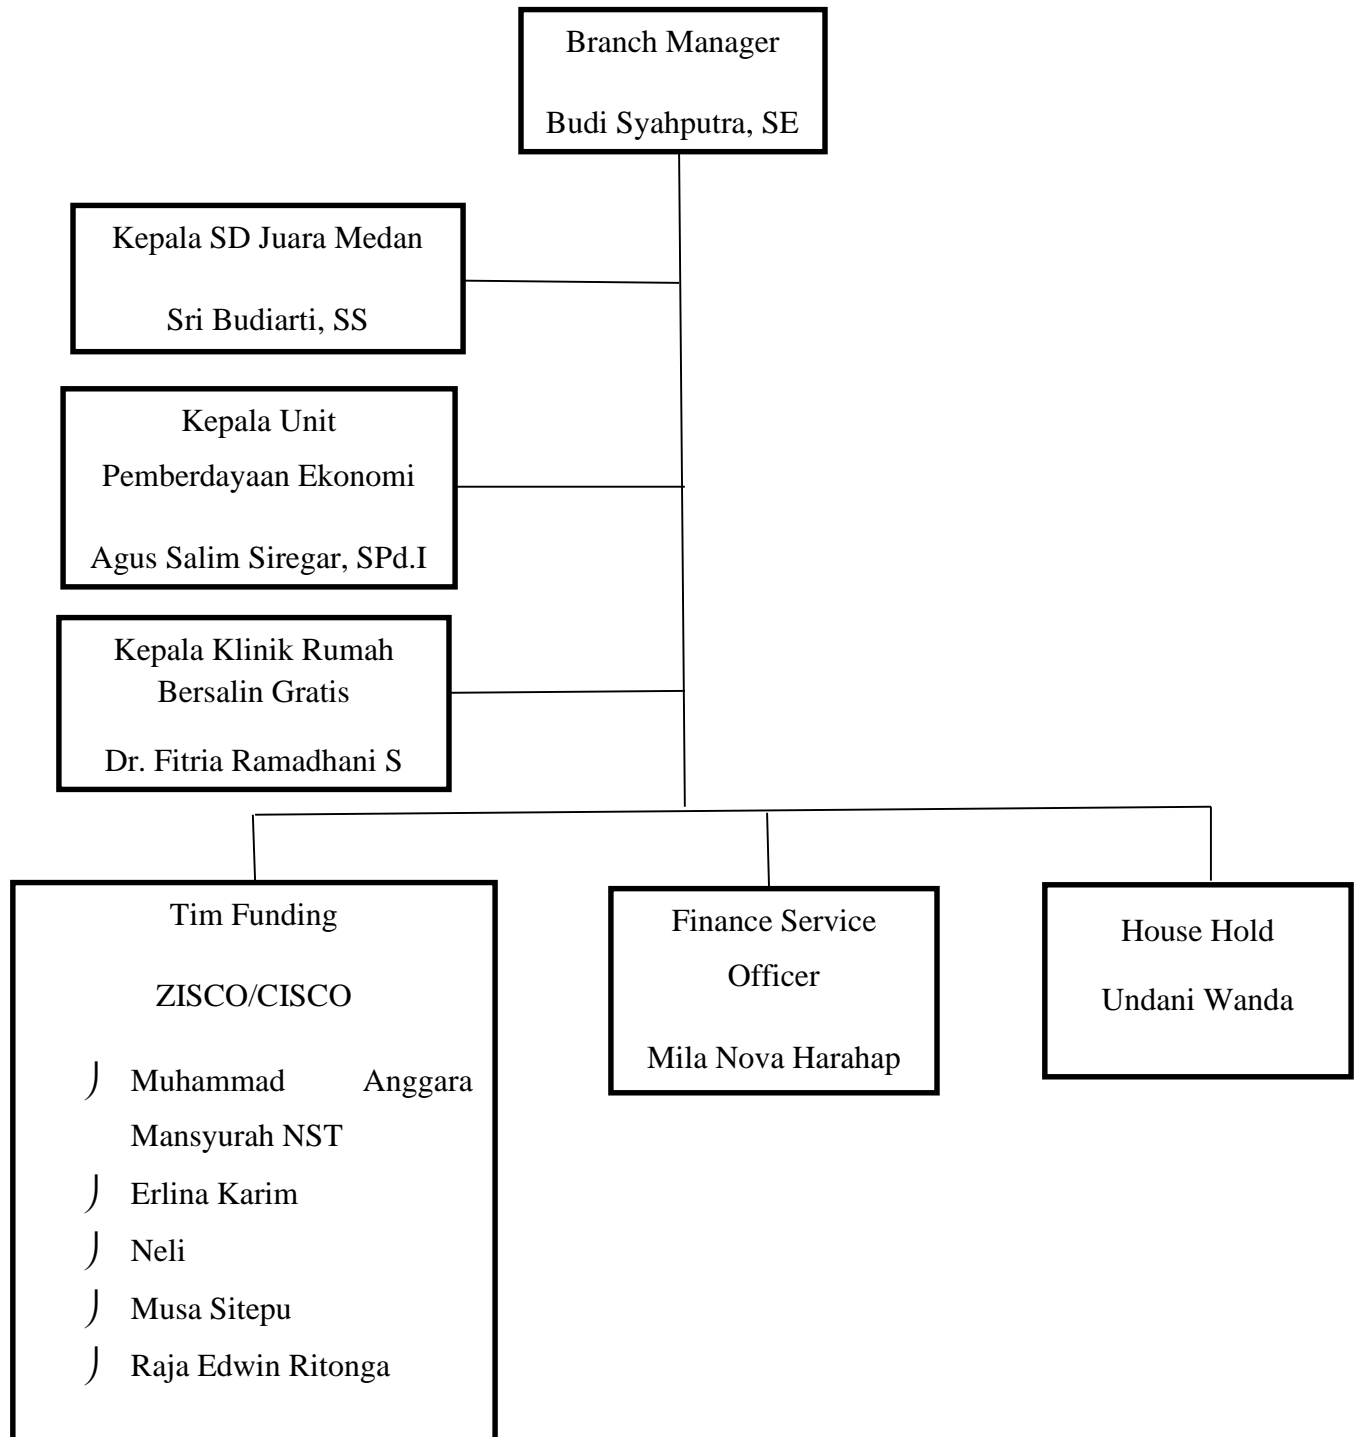 Branch Manager
Budi Syahputra, SE
Kepala SD Juara Medan
Sri Budiarti, SS
Kepala Unit
Pemberdayaan Ekonomi
Agus Salim Siregar, SPd.I
Kepala Klinik Rumah
Bersalin Gratis
Dr. Fitria Ramadhani S
Tim Funding
ZISCO/CISCO
Muhammad Anggara
Mansyurah NST
Erlina Karim
Neli
Musa Sitepu
Raja Edwin Ritonga
Finance Service
Officer
Mila Nova Harahap
House Hold
Undani Wanda